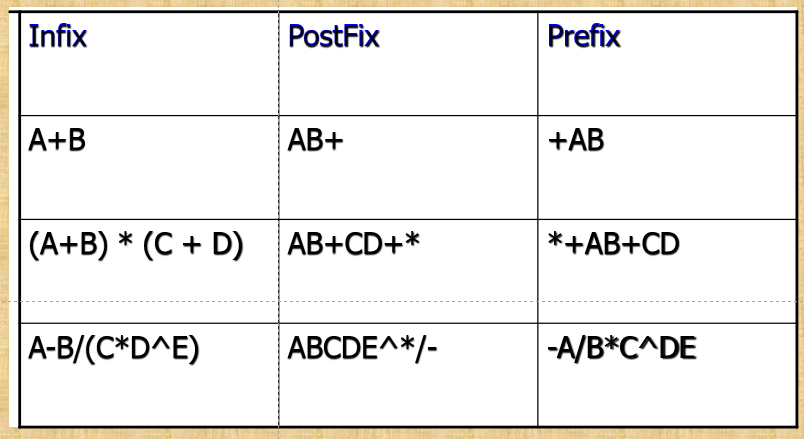 Infix PostFix Prefix
A+B AB+ +AB
(A+B) * (C + D) AB+CD+* *+AB+CD
A-B/(C*D^E) ABCDE^*/- -A/B*C^DE